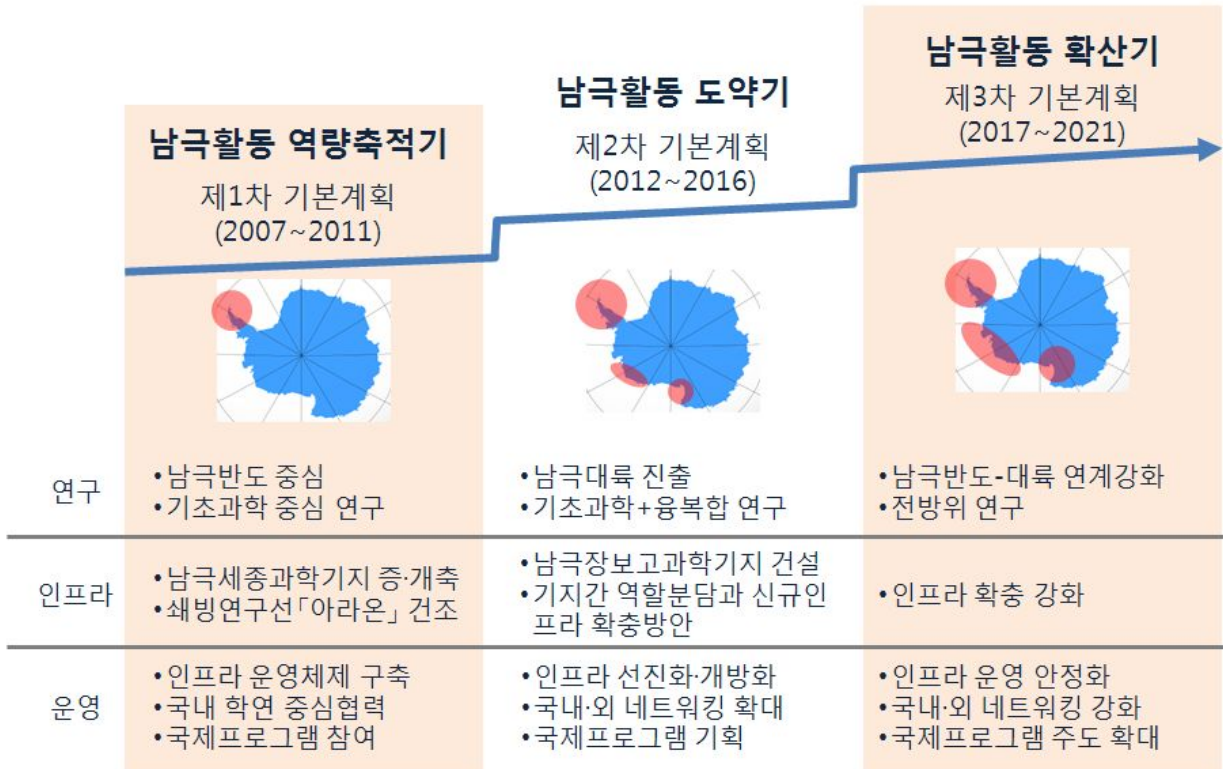 남극활동 역량축적기
제1차 기본계획
(2007~2011)
남극활동 도약기
제2차 기본계획
(2012~2016)
남극활동 확산기
제3차 기본계획
(2017~2021)
연구
•남극반도 중심
•기초과학 중심 연구
•남극대륙 진출
•기초과학+융복합 연구
•남극반도-대륙 연계강화
•전방위 연구
인프라
•남극세종과학기지 증·개축
•쇄빙연구선「아라온」 건조
•남극장보고과학기지 건설
•기지간 역할분담과 신규인
프라 확충방안
•인프라 확충 강화
운영
•인프라 운영체제 구축
•국내 학연 중심협력
•국제프로그램 참여
•인프라 선진화·개방화
•국내·외 네트워킹 확대
•국제프로그램 기획
•인프라 운영 안정화
•국내·외 네트워킹 강화
•국제프로그램 주도 확대